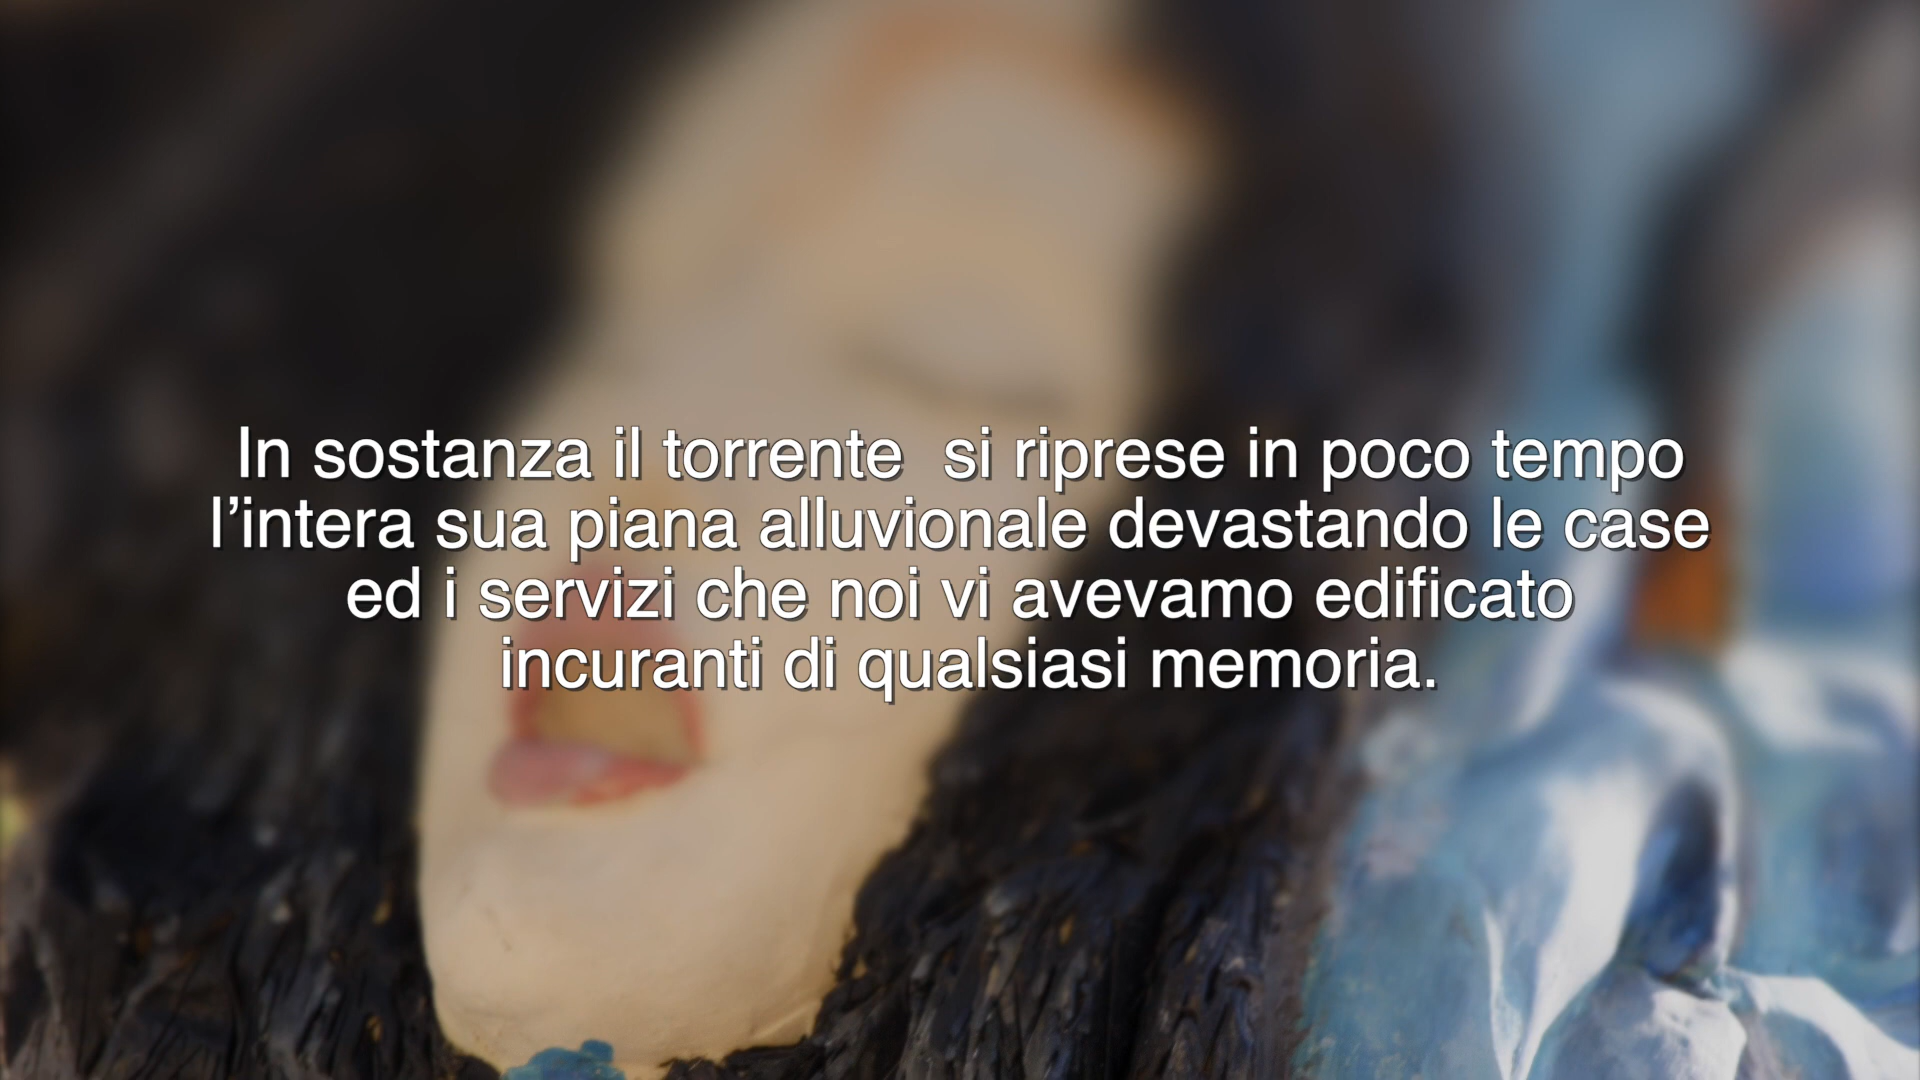 In sostanza il torrente  si riprese in poco tempo
l’intera sua piana alluvionale devastando le case
ed i servizi che noi vi avevamo edificato
incuranti di qualsiasi memoria.